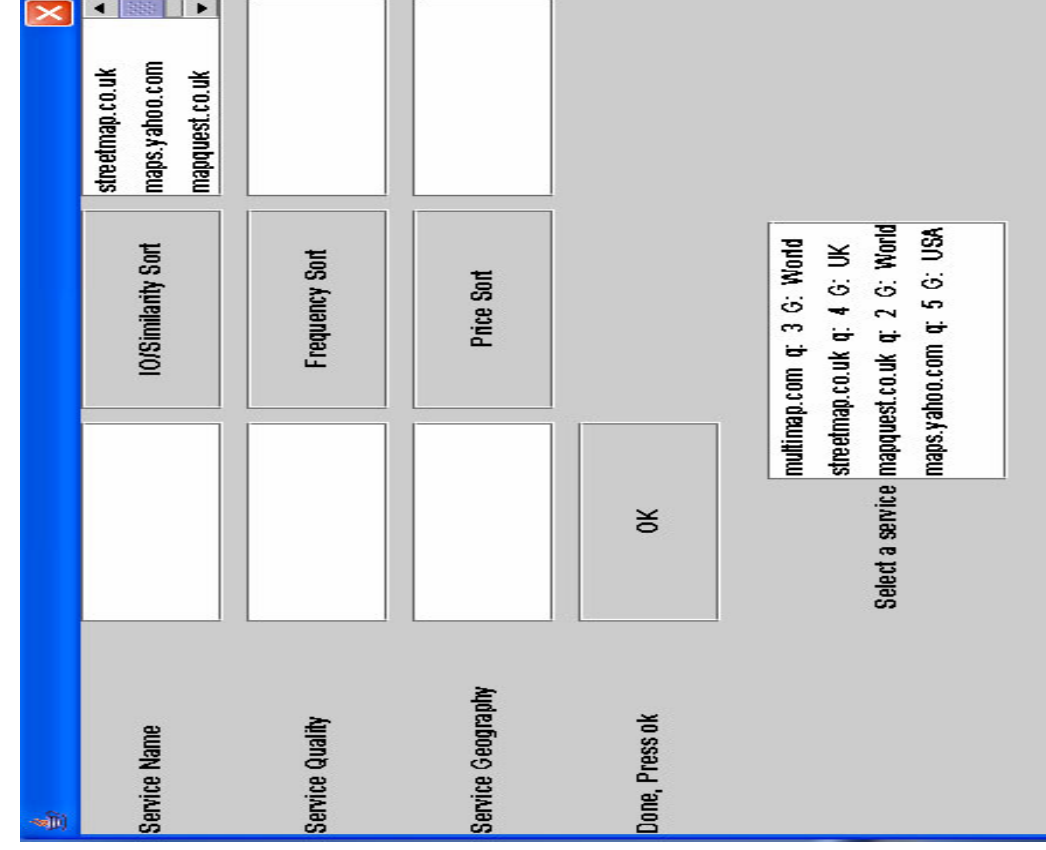 Service Name
IO/Similarity Sort
streetmap.co.uk
maps.yahoo.com
mapquest.co.uk
Service Quality
Frequency Sort
Service Geography
Price Sort
Done, Press ok
OK
Select a service
multimap.com q: 3 G: World
streetmap.co.uk q: 4 G: UK
mapquest.co.uk q: 2 G: World
maps.yahoo.com q: 5 G: USA